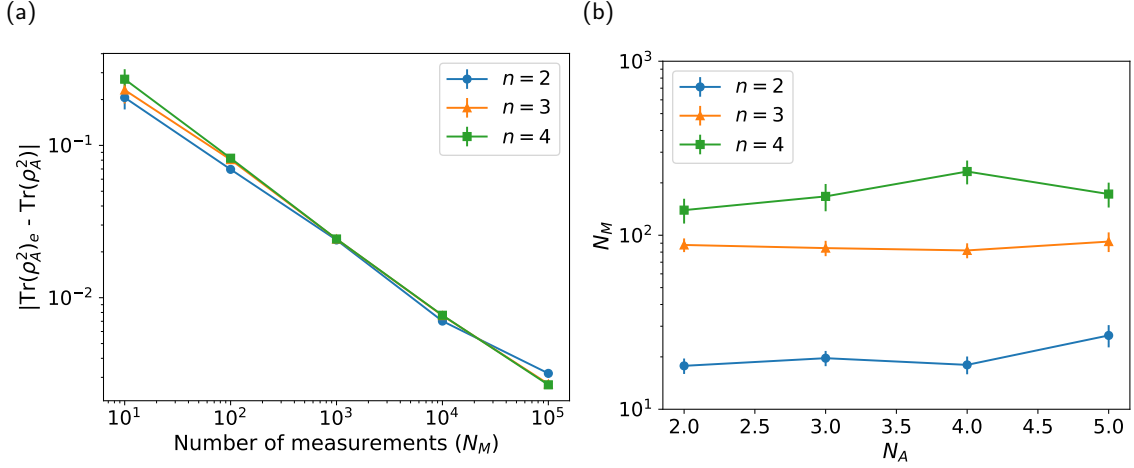 (a)
|Tr(ρ_A^2)_e - Tr(ρ_A^2)|
10^{-1}
10^{-2}
n = 2
n = 3
n = 4
10^1 10^2 10^3 10^4 10^5
Number of measurements (N_M)
(b)
N_M
10^3
10^2
10^1
n = 2
n = 3
n = 4
2.0 2.5 3.0 3.5 4.0 4.5 5.0
N_A